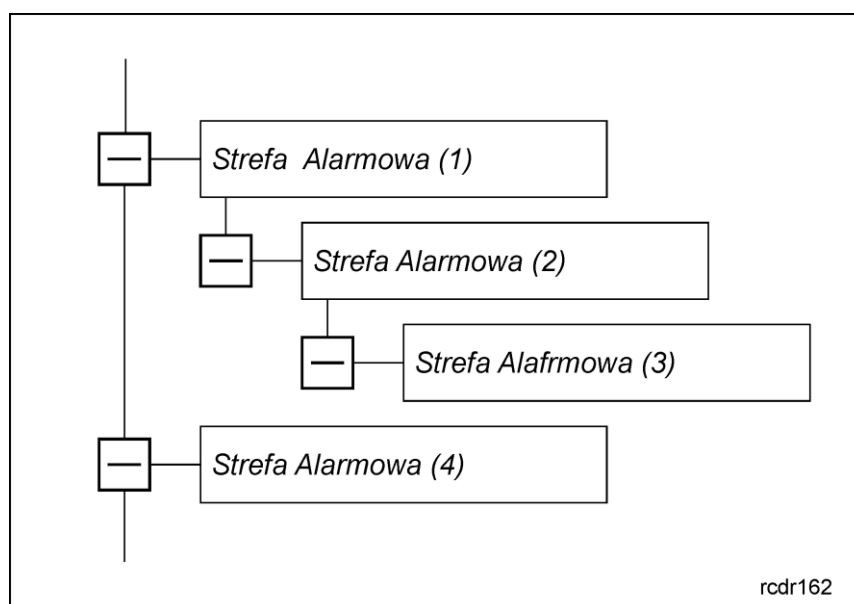 Strefa Alarmowa (1)
Strefa Alarmowa (2)
Strefa Alafrmowa (3)
Strefa Alarmowa (4)
rcdr162